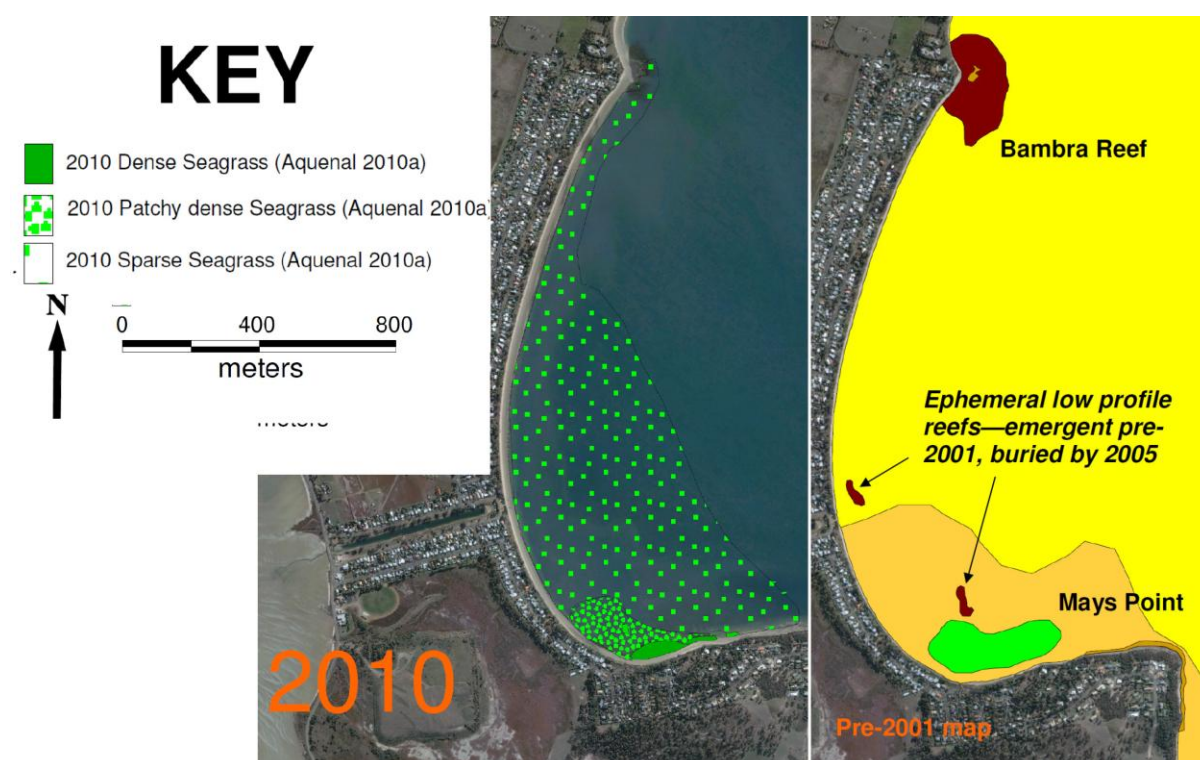 KEY
2010 Dense Seagrass (Aquenal 2010a)
2010 Patchy dense Seagrass (Aquenal 2010a)
2010 Sparse Seagrass (Aquenal 2010a)
N
0 400 800
meters
meters
2010
Bambra Reef
Ephemeral low profile
reefs—emergent pre-
2001, buried by 2005
Mays Point
Pre-2001 map